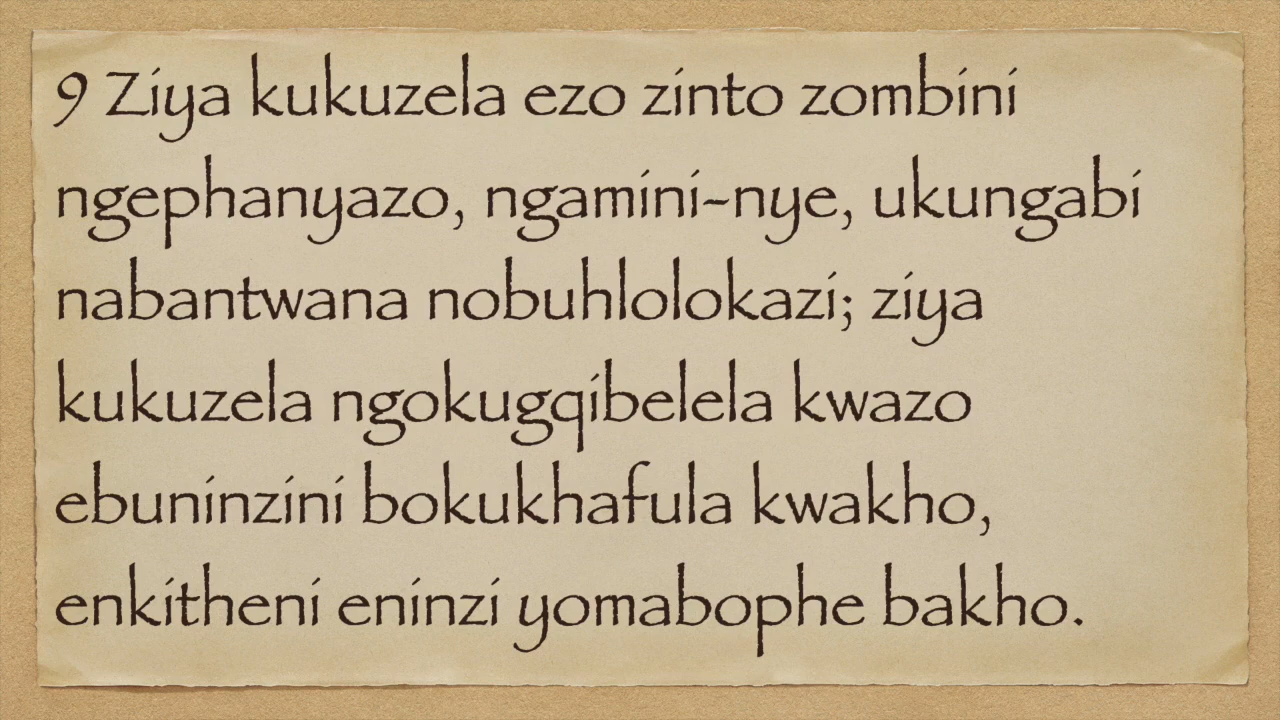 9 Ziya kukuzela ezo zinto zombini
ngephanyazo, ngamini-nye, ukungabi
nabantwana nobuhlolokazi; ziya
kukuzela ngokugqibelela kwazo
ebuninzini bokukhafula kwakho,
enkitheni eninzi yomabophe bakho.